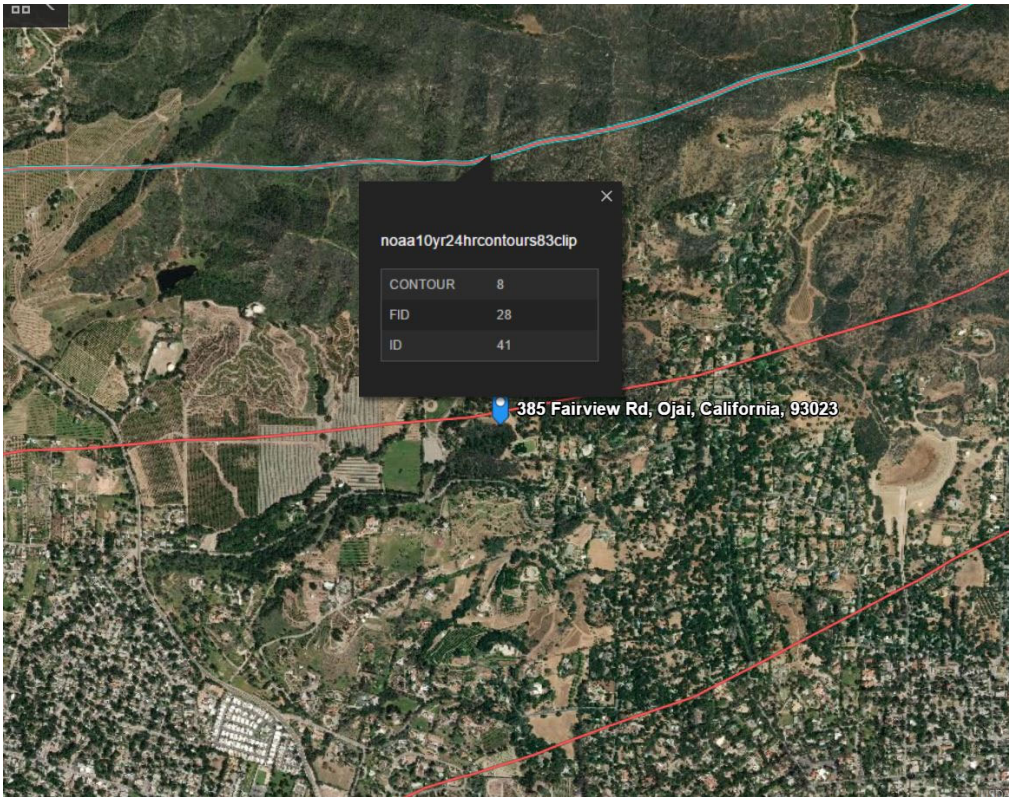 noaa10yr24hrcontours83clip
CONTOUR 8
FID 28
ID 41
385 Fairview Rd, Ojai, California, 93023